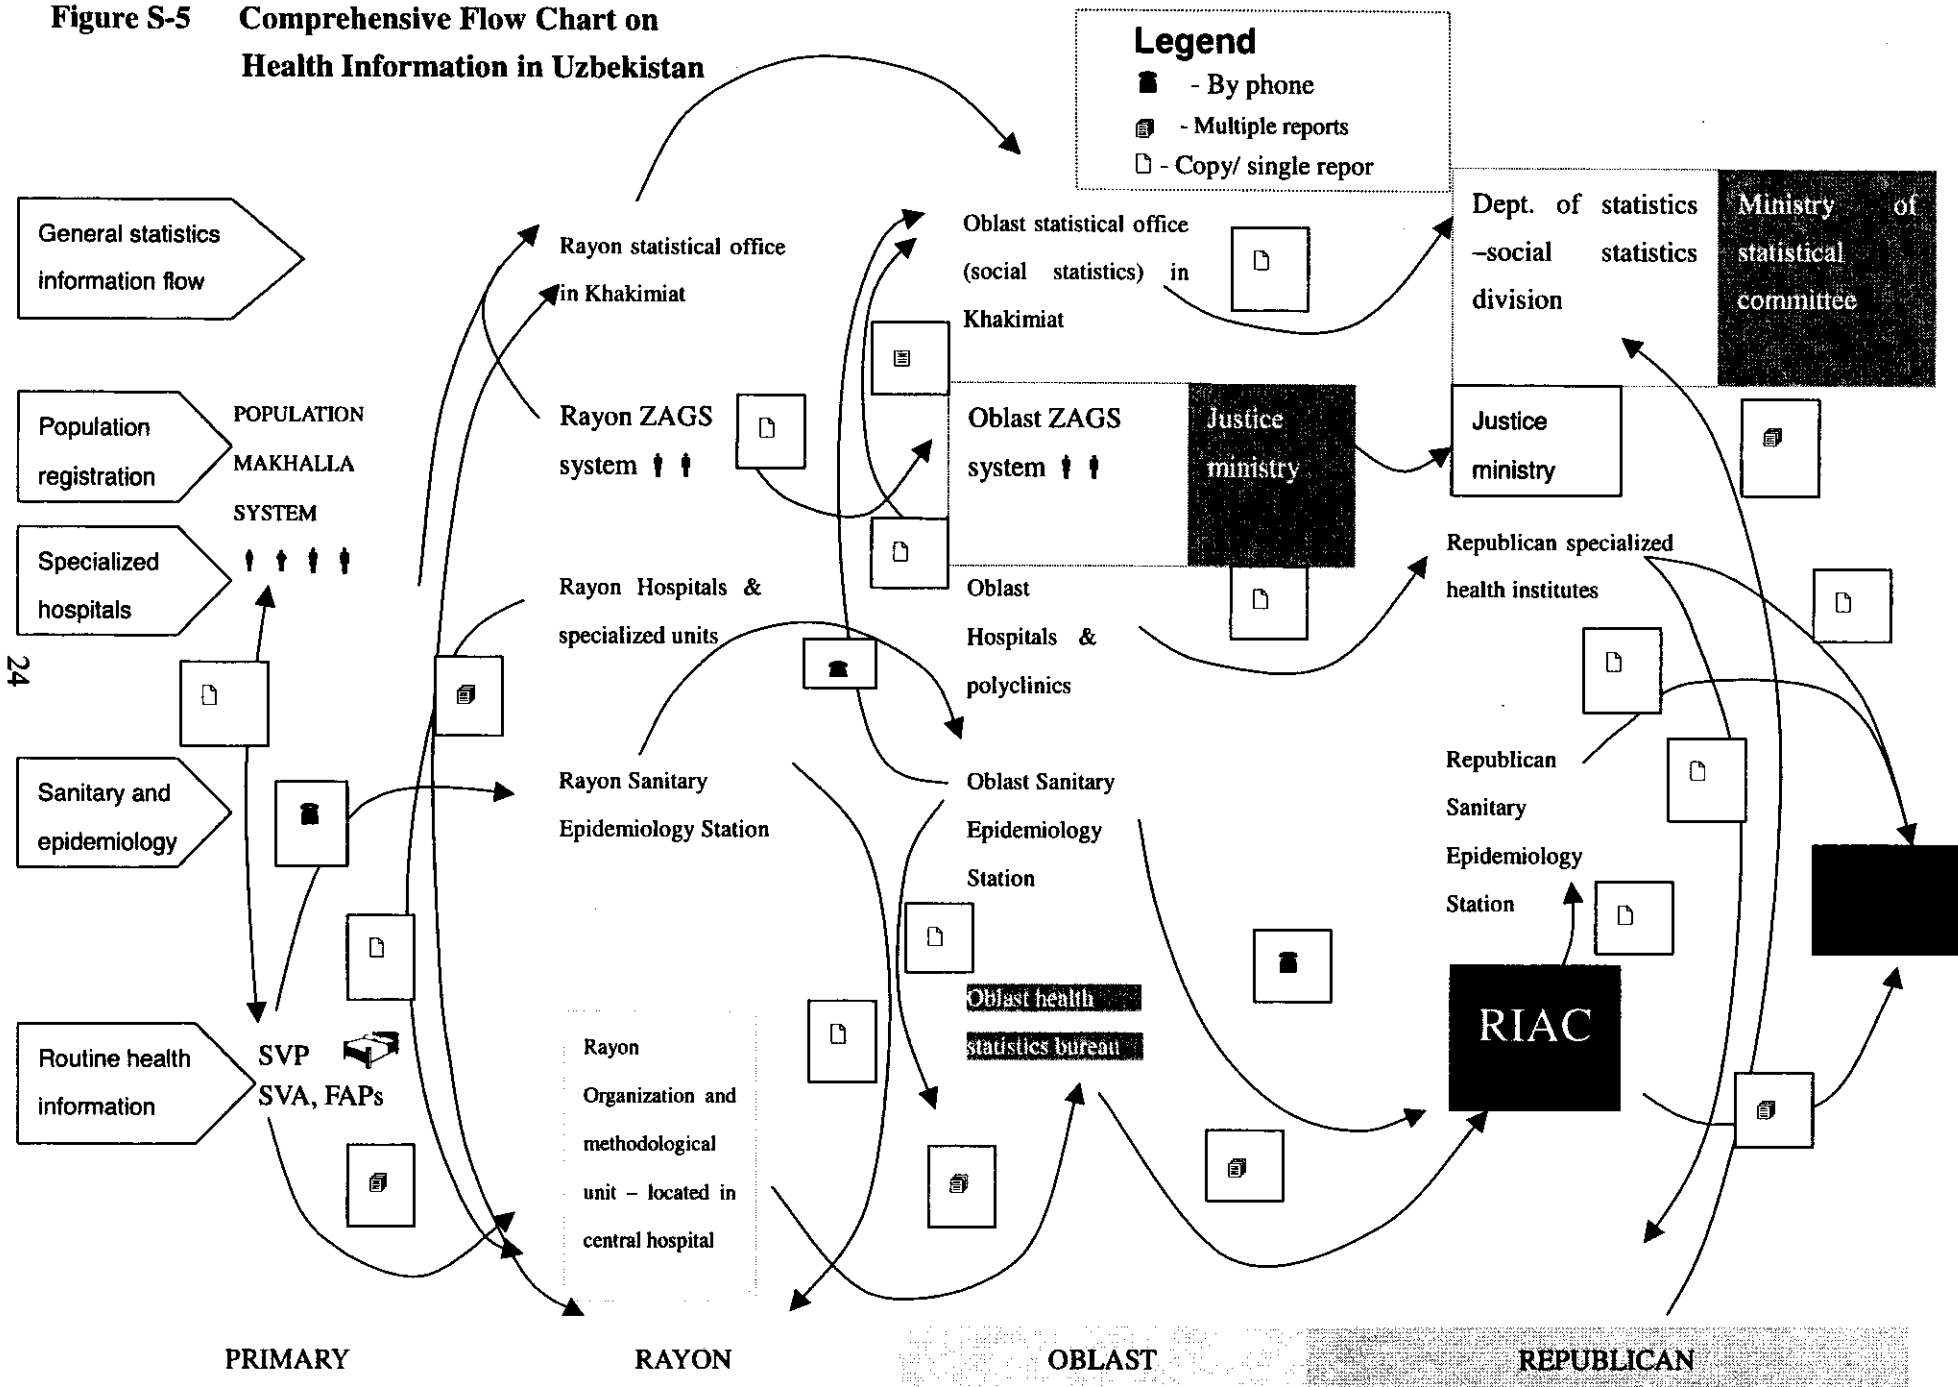 Figure S-5 Comprehensive Flow Chart on
Health Information in Uzbekistan
Legend
- By phone
- Multiple reports
- Copy/ single repor
General statistics
information flow
Rayon statistical office
in Khakimiat
Oblast statistical office
(social statistics) in
Khakimiat
Dept. of statistics
–social statistics
division
Ministry of
statistical
committee
Population
registration
POPULATION
MAKHALLA
SYSTEM
Rayon ZAGS
system
Oblast ZAGS
system
Justice
ministry
Justice
ministry
Specialized
hospitals
Rayon Hospitals &
specialized units
Oblast
Hospitals &
polyclinics
Republican specialized
health institutes
24
Sanitary and
epidemiology
Rayon Sanitary
Epidemiology Station
Oblast Sanitary
Epidemiology
Station
Republican
Sanitary
Epidemiology
Station
Routine health
information
SVP
SVA, FAPs
Rayon
Organization and
methodological
unit – located in
central hospital
Oblast health
statistics bureau
RIAC
PRIMARY
RAYON
OBLAST
REPUBLICAN